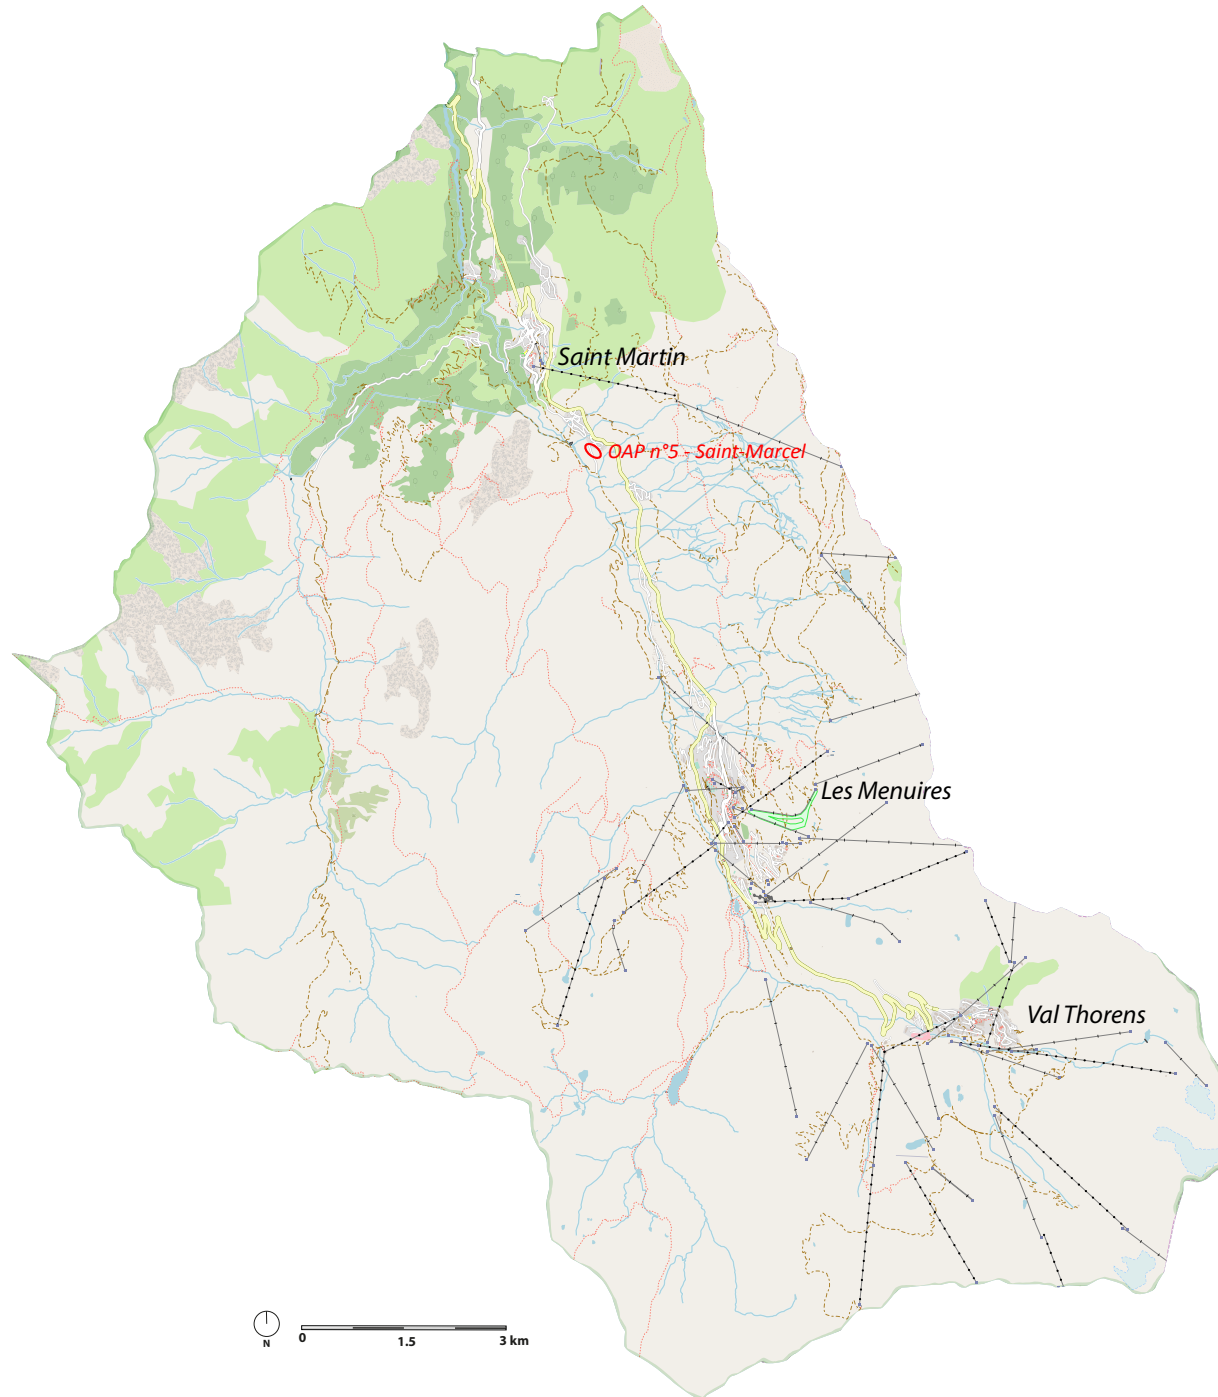 Saint Martin
OAP n°5 - Saint-Marcel
Les Menuires
Val Thorens
N
0
1.5
3 km